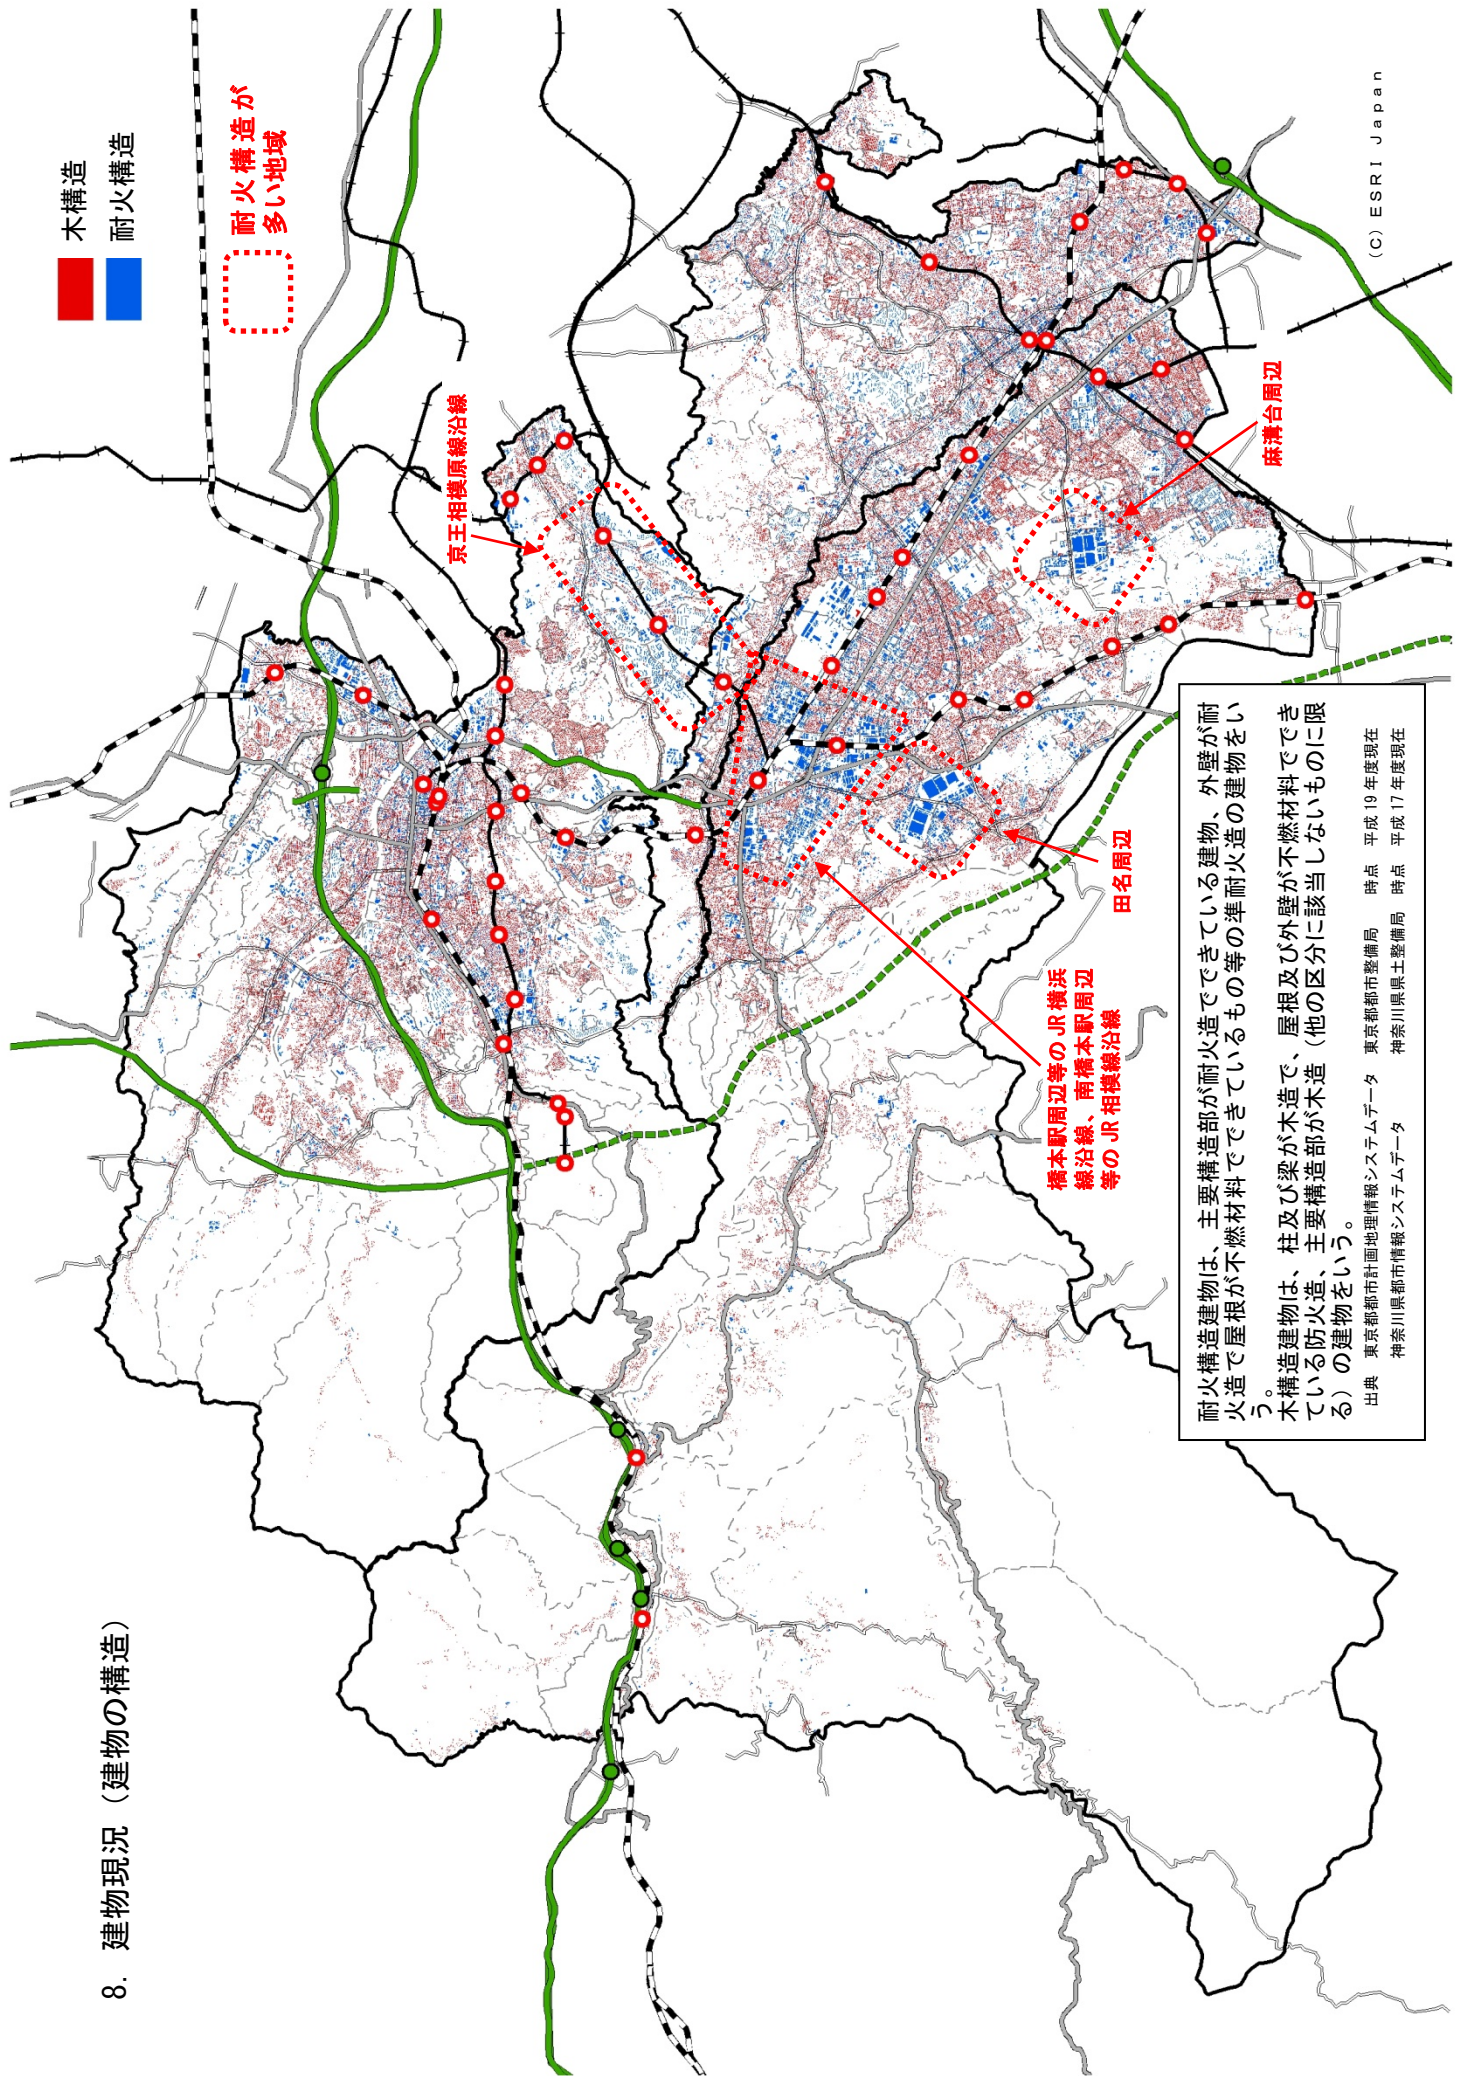 8. 建物現況（建物の構造）
木構造
耐火構造
耐火構造が
多い地域
京王相模原線沿線
麻溝台周辺
田名周辺
橋本駅周辺等のJR横浜
線沿線、南橋本駅周辺
等のJR相模線沿線
耐火構造建物は、主要構造部が耐火造でできている建物、外壁が耐
火造で屋根が不燃材料でできているもの等の準耐火造の建物をい
う。
木構造建物は、柱及び梁が木造で、屋根及び外壁が不燃材料ででき
ている防火造、主要構造部が木造（他の区分に該当しないものに限
る）の建物をいう。
出典 東京都都市計画地理情報システムデータ 東京都都市整備局 時点 平成19年度現在
神奈川県都市情報システムデータ 神奈川県県土整備局 時点 平成17年度現在
(C) ESRI Japan